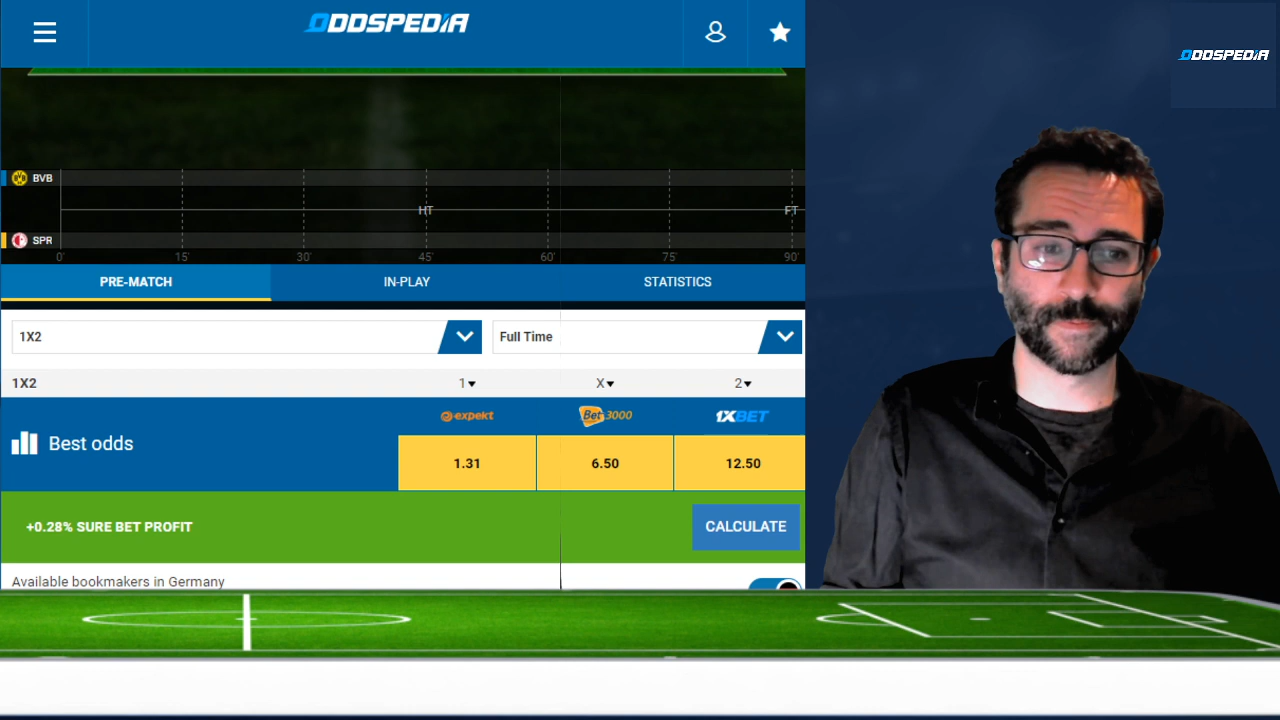 ODDSPEDIA
ODDSPEDIA
BVB
HT
FT
SPR
0' 15' 30' 45' 60' 75' 90'
PRE-MATCH IN-PLAY STATISTICS
1X2 Full Time
1X2 1 X 2
expekt Bet3000 1XBET
Best odds
1.31 6.50 12.50
+0.28% SURE BET PROFIT CALCULATE
Available bookmakers in Germany